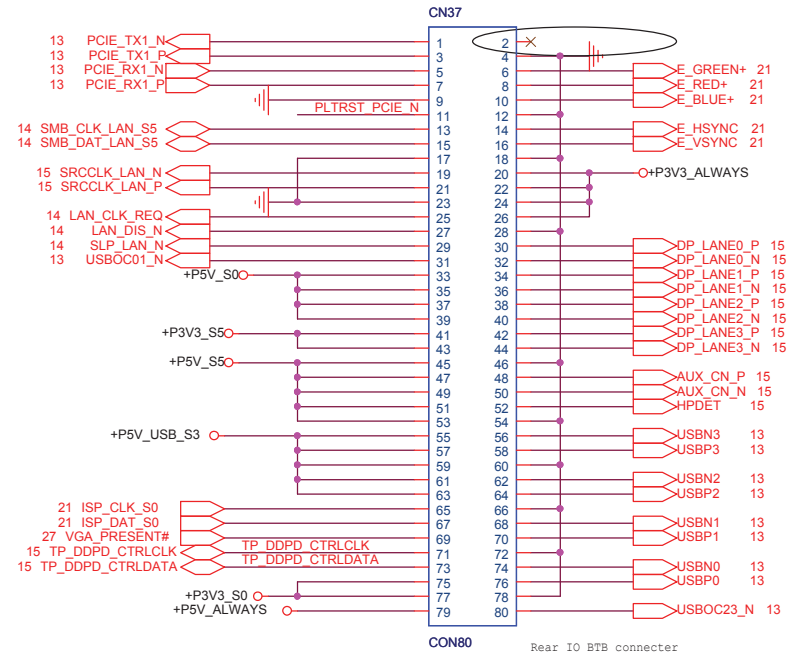 CN37
13 PCIE_TX1_N 1 2
13 PCIE_TX1_P 3 4
13 PCIE_RX1_N 5 6 E_GREEN+ 21
13 PCIE_RX1_P 7 8 E_RED+ 21
9 10 E_BLUE+ 21
PLTRST_PCIE_N 11 12
14 SMB_CLK_LAN_S5 13 14 E_HSYNC 21
14 SMB_DAT_LAN_S5 15 16 E_VSYNC 21
17 18
15 SRCCLK_LAN_N 19 20 +P3V3_ALWAYS
15 SRCCLK_LAN_P 21 22
23 24
14 LAN_CLK_REQ 25 26
14 LAN_DIS_N 27 28
14 SLP_LAN_N 29 30 DP_LANE0_P 15
13 USBOC01_N 31 32 DP_LANE0_N 15
+P5V_S0 33 34 DP_LANE1_P 15
35 36 DP_LANE1_N 15
37 38 DP_LANE2_P 15
39 40 DP_LANE2_N 15
+P3V3_S5 41 42 DP_LANE3_P 15
43 44 DP_LANE3_N 15
+P5V_S5 45 46
47 48 AUX_CN_P 15
49 50 AUX_CN_N 15
51 52 HPDET 15
53 54
+P5V_USB_S3 55 56 USBN3 13
57 58 USBP3 13
59 60
61 62 USBN2 13
63 64 USBP2 13
21 ISP_CLK_S0 65 66
21 ISP_DAT_S0 67 68 USBN1 13
27 VGA_PRESENT# 69 70 USBP1 13
15 TP_DDPD_CTRLCLK TP_DDPD_CTRLCLK 71 72
15 TP_DDPD_CTRLDATA TP_DDPD_CTRLDATA 73 74 USBN0 13
75 76 USBP0 13
+P3V3_S0 77 78
+P5V_ALWAYS 79 80 USBOC23_N 13
CON80
Rear IO BTB connecter